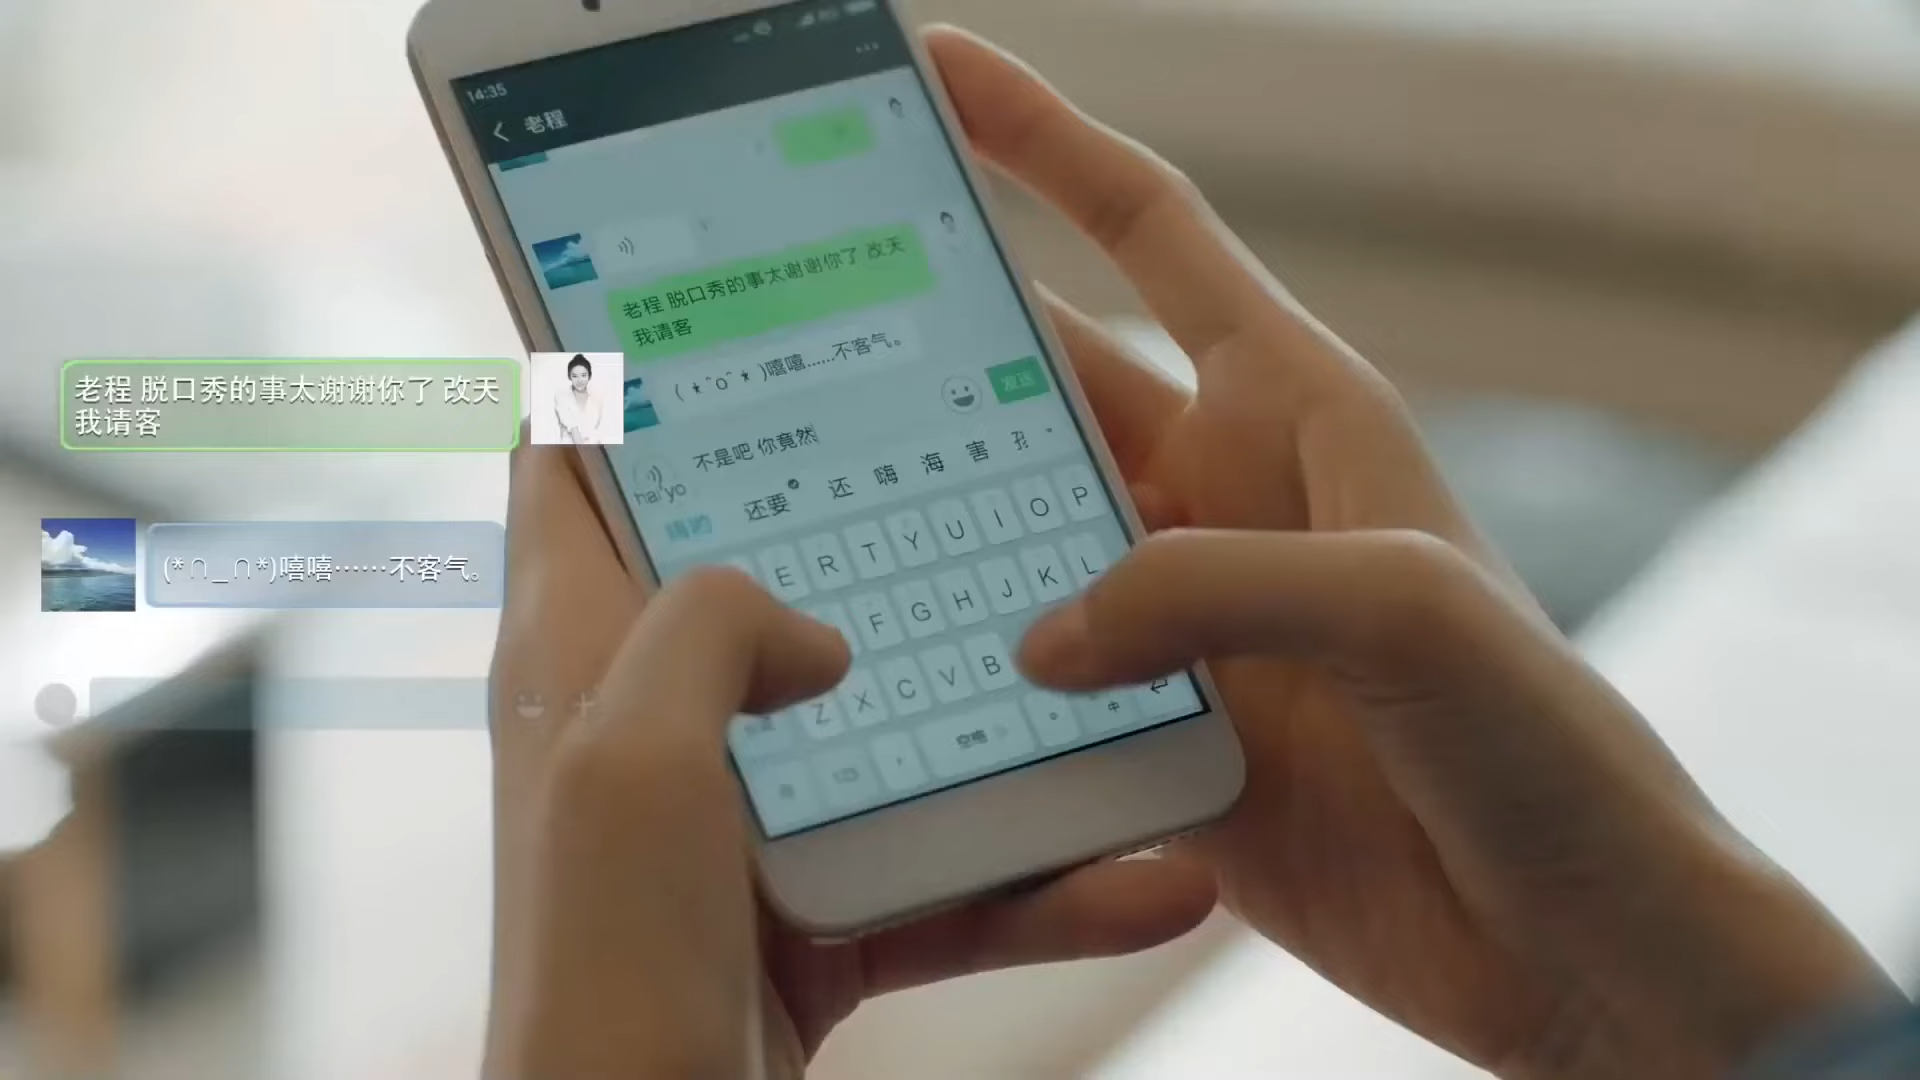 14:35
老程
老程 脱口秀的事太谢谢你了 改天
我请客
( *^o^* )嘻嘻……不客气。
发送
不是吧 你竟然
hai'yo
嗨哟 还要 还 嗨 海 害 孩
E R T Y U I O P
F G H J K L
Z X C V B
空格 。 中
老程 脱口秀的事太谢谢你了 改天
我请客
(*∩_∩*)嘻嘻……不客气。